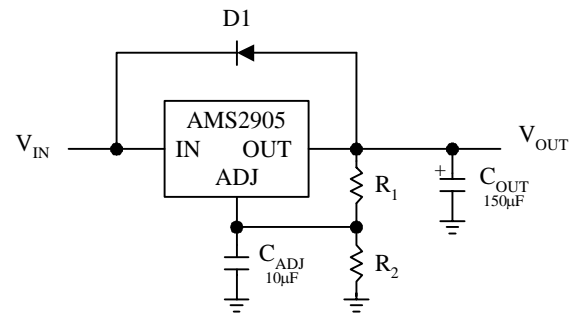 D1
AMS2905
V_IN
IN OUT
V_OUT
ADJ
R_1
+ C_OUT
150µF
C_ADJ
10µF
R_2